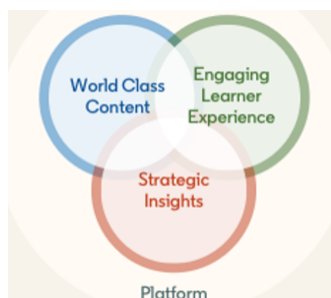 World Class
Content
Engaging
Learner
Experience
Strategic
Insights
Platform